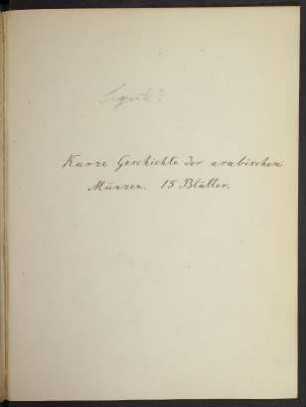 Kurze Geschichte der arabischen
Münzen. 15 Blätter.